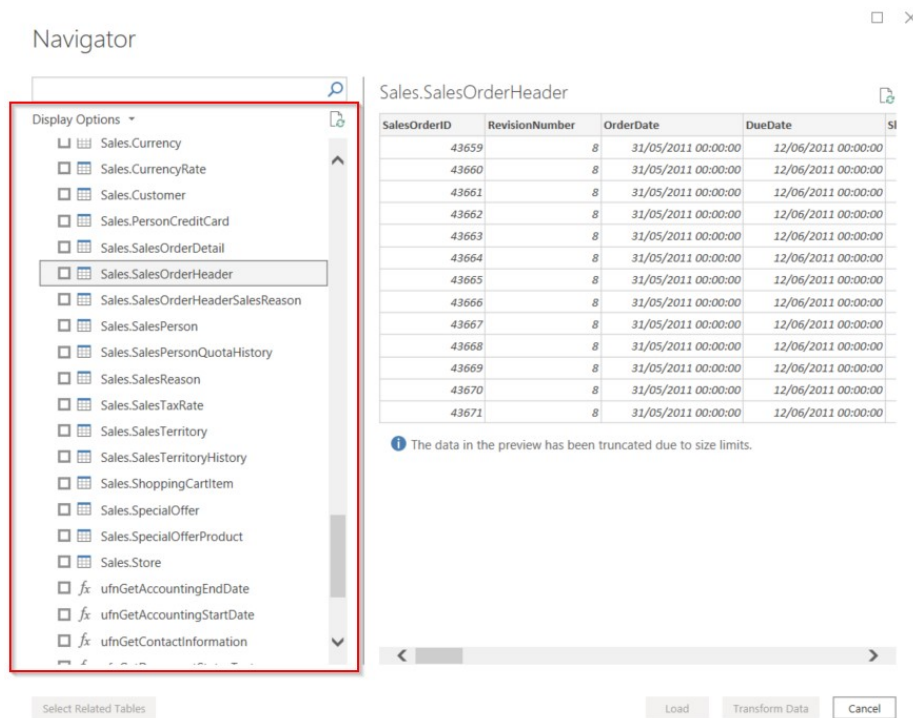 Navigator
Display Options
Sales.Currency
Sales.CurrencyRate
Sales.Customer
Sales.PersonCreditCard
Sales.SalesOrderDetail
Sales.SalesOrderHeader
Sales.SalesOrderHeaderSalesReason
Sales.SalesPerson
Sales.SalesPersonQuotaHistory
Sales.SalesReason
Sales.SalesTaxRate
Sales.SalesTerritory
Sales.SalesTerritoryHistory
Sales.ShoppingCartItem
Sales.SpecialOffer
Sales.SpecialOfferProduct
Sales.Store
fx ufnGetAccountingEndDate
fx ufnGetAccountingStartDate
fx ufnGetContactInformation
Sales.SalesOrderHeader
SalesOrderID RevisionNumber OrderDate DueDate
43659 8 31/05/2011 00:00:00 12/06/2011 00:00:00
43660 8 31/05/2011 00:00:00 12/06/2011 00:00:00
43661 8 31/05/2011 00:00:00 12/06/2011 00:00:00
43662 8 31/05/2011 00:00:00 12/06/2011 00:00:00
43663 8 31/05/2011 00:00:00 12/06/2011 00:00:00
43664 8 31/05/2011 00:00:00 12/06/2011 00:00:00
43665 8 31/05/2011 00:00:00 12/06/2011 00:00:00
43666 8 31/05/2011 00:00:00 12/06/2011 00:00:00
43667 8 31/05/2011 00:00:00 12/06/2011 00:00:00
43668 8 31/05/2011 00:00:00 12/06/2011 00:00:00
43669 8 31/05/2011 00:00:00 12/06/2011 00:00:00
43670 8 31/05/2011 00:00:00 12/06/2011 00:00:00
43671 8 31/05/2011 00:00:00 12/06/2011 00:00:00
The data in the preview has been truncated due to size limits.
Select Related Tables
Load Transform Data Cancel